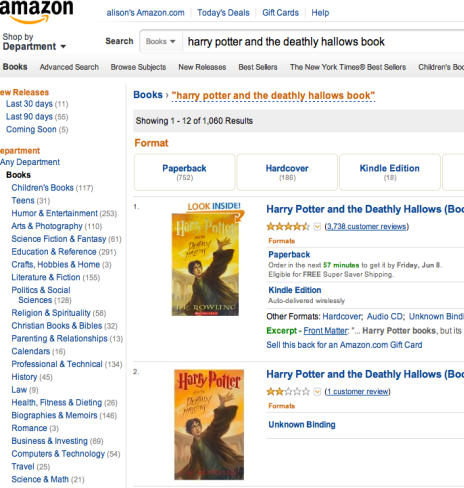 amazon
alison's Amazon.com Today's Deals Gift Cards Help
Shop by
Department
Search Books harry potter and the deathly hallows book
Books Advanced Search Browse Subjects New Releases Best Sellers The New York Times® Best Sellers Children's Boo
ew Releases
Last 30 days (11)
Last 90 days (55)
Coming Soon (5)
epartment
Any Department
Books
Children's Books (117)
Teens (31)
Humor & Entertainment (253)
Arts & Photography (110)
Science Fiction & Fantasy (61)
Education & Reference (291)
Crafts, Hobbies & Home (3)
Literature & Fiction (155)
Politics & Social
Sciences (128)
Religion & Spirituality (58)
Christian Books & Bibles (32)
Parenting & Relationships (13)
Calendars (16)
Professional & Technical (134)
History (45)
Law (9)
Health, Fitness & Dieting (26)
Biographies & Memoirs (146)
Romance (3)
Business & Investing (69)
Computers & Technology (54)
Travel (25)
Science & Math (21)
Books › "harry potter and the deathly hallows book"
Showing 1 - 12 of 1,060 Results
Format
Paperback
(752)
Hardcover
(186)
Kindle Edition
(18)
1.
LOOK INSIDE!
Harry Potter
and the
Deathly Hallows
J.K. ROWLING
Harry Potter and the Deathly Hallows (Boo
(3,738 customer reviews)
Formats
Paperback
Order in the next 57 minutes to get it by Friday, Jun 8.
Eligible for FREE Super Saver Shipping.
Kindle Edition
Auto-delivered wirelessly
Other Formats: Hardcover; Audio CD; Unknown Bindi
Excerpt - Front Matter: "... Harry Potter books, but its
Sell this back for an Amazon.com Gift Card
2.
Harry Potter
and the
Deathly Hallows
Harry Potter and the Deathly Hallows (Boo
(1 customer review)
Formats
Unknown Binding